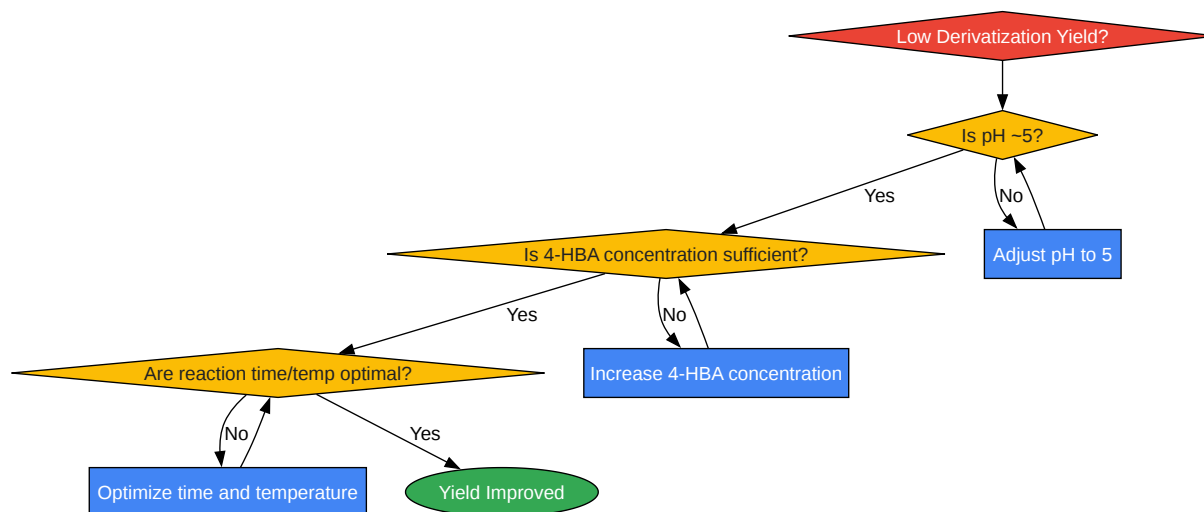 Low Derivatization Yield?
Is pH ~5?
Yes
No
Is 4-HBA concentration sufficient?
Adjust pH to 5
Yes
No
Are reaction time/temp optimal?
Increase 4-HBA concentration
No
Yes
Optimize time and temperature
Yield Improved